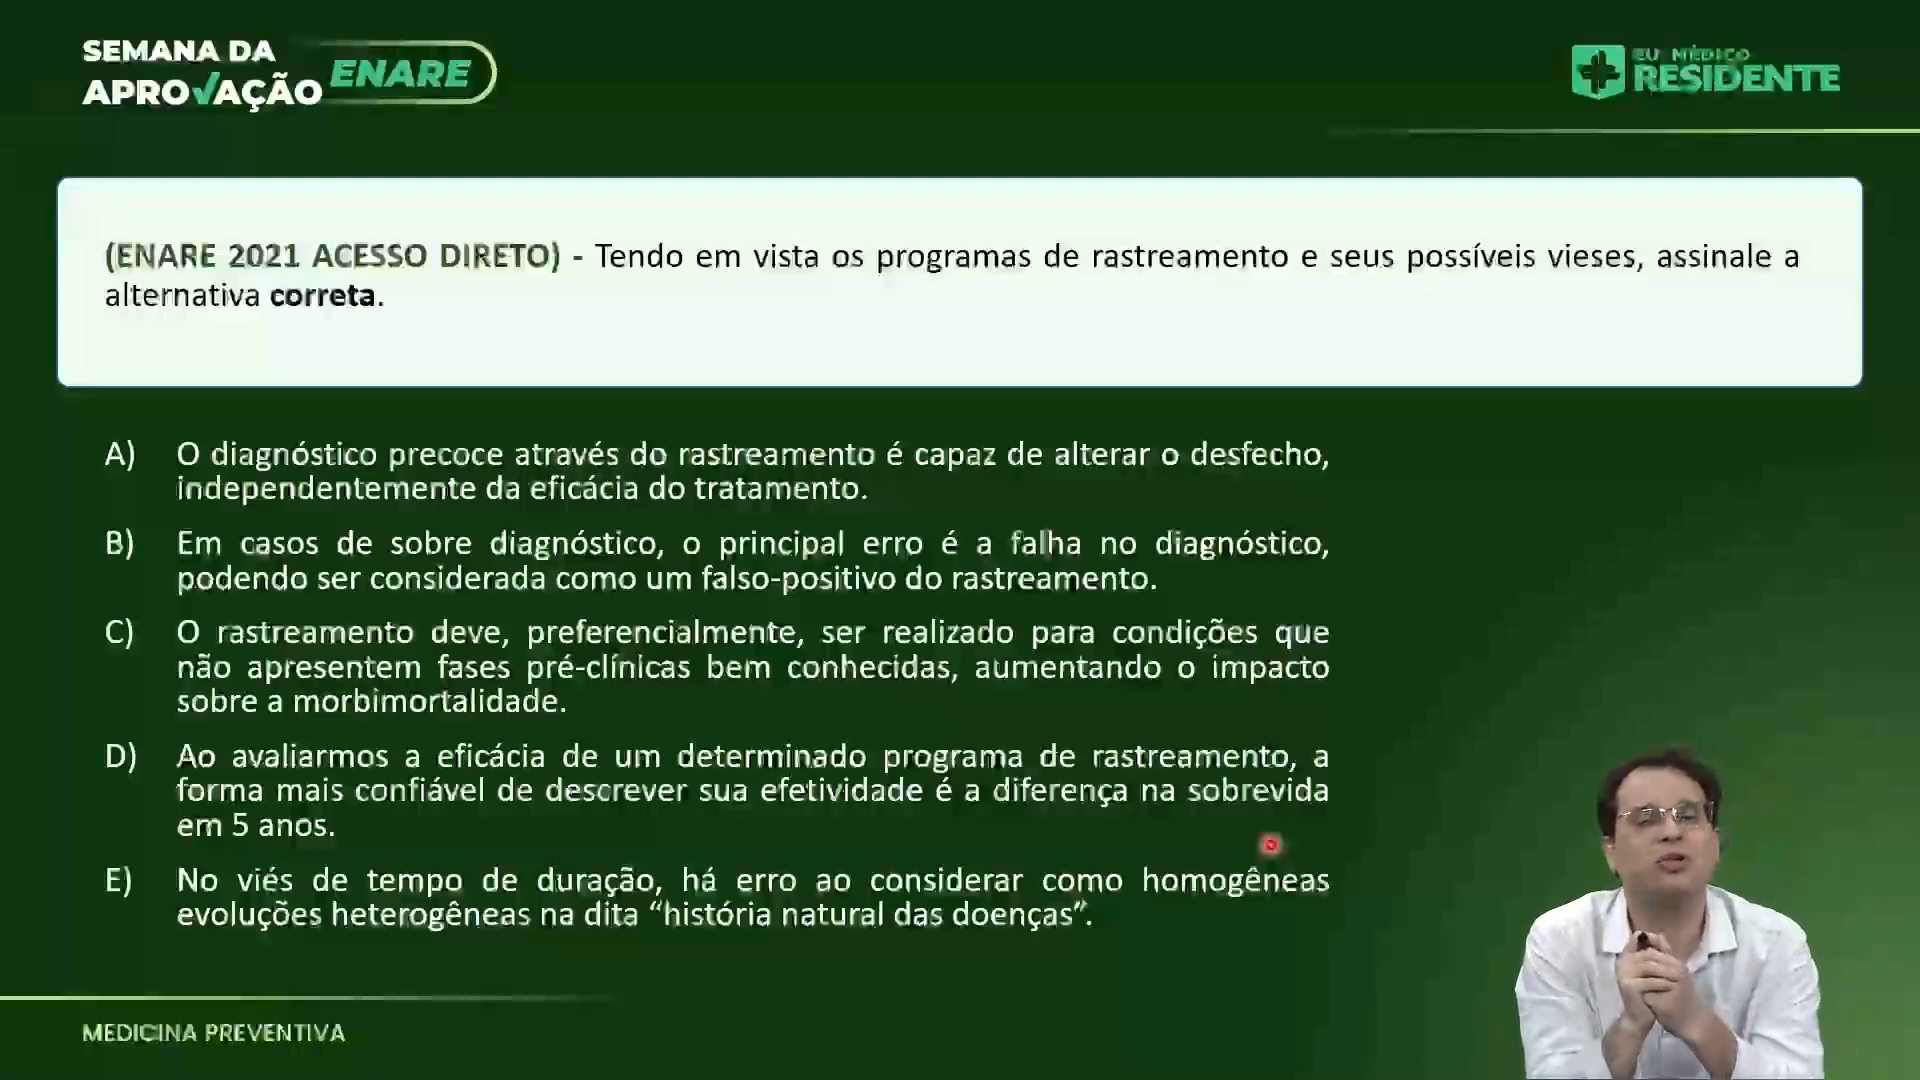 SEMANA DA
APROVAÇÃO ENARE
EU MÉDICO
RESIDENTE
(ENARE 2021 ACESSO DIRETO) - Tendo em vista os programas de rastreamento e seus possíveis vieses, assinale a
alternativa correta.
A) O diagnóstico precoce através do rastreamento é capaz de alterar o desfecho,
independentemente da eficácia do tratamento.
B) Em casos de sobre diagnóstico, o principal erro é a falha no diagnóstico,
podendo ser considerada como um falso-positivo do rastreamento.
C) O rastreamento deve, preferencialmente, ser realizado para condições que
não apresentem fases pré-clínicas bem conhecidas, aumentando o impacto
sobre a morbimortalidade.
D) Ao avaliarmos a eficácia de um determinado programa de rastreamento, a
forma mais confiável de descrever sua efetividade é a diferença na sobrevida
em 5 anos.
E) No viés de tempo de duração, há erro ao considerar como homogêneas
evoluções heterogêneas na dita “história natural das doenças”.
MEDICINA PREVENTIVA